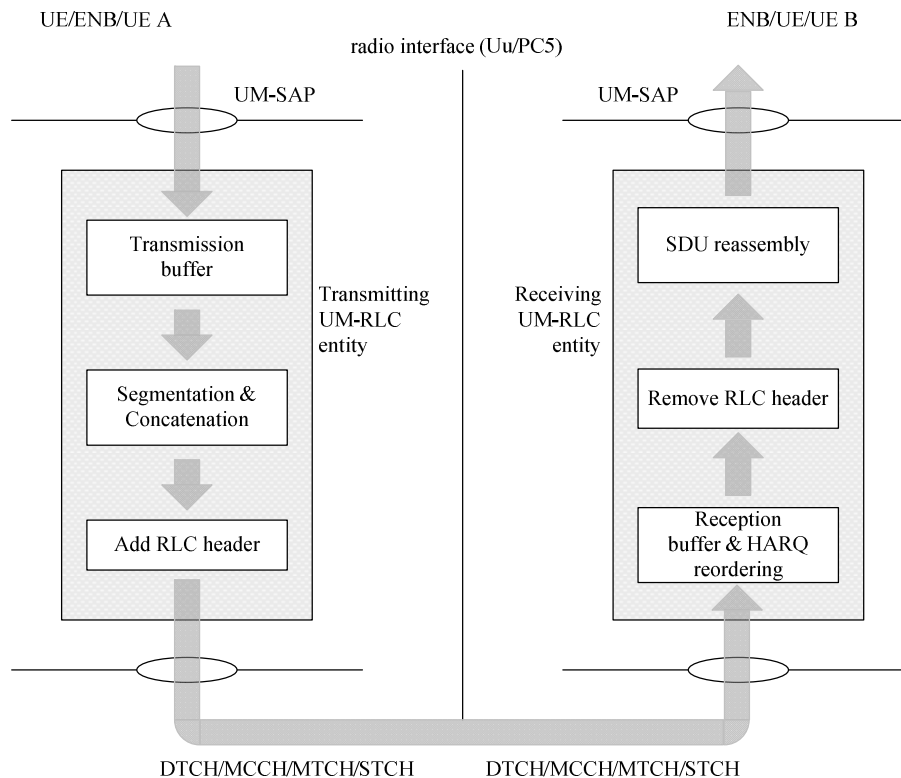 UE/ENB/UE A
ENB/UE/UE B
radio interface (Uu/PC5)
UM-SAP
UM-SAP
Transmission
buffer
Transmitting
UM-RLC
entity
Segmentation &
Concatenation
Add RLC header
SDU reassembly
Receiving
UM-RLC
entity
Remove RLC header
Reception
buffer & HARQ
reordering
DTCH/MCCH/MTCH/STCH
DTCH/MCCH/MTCH/STCH